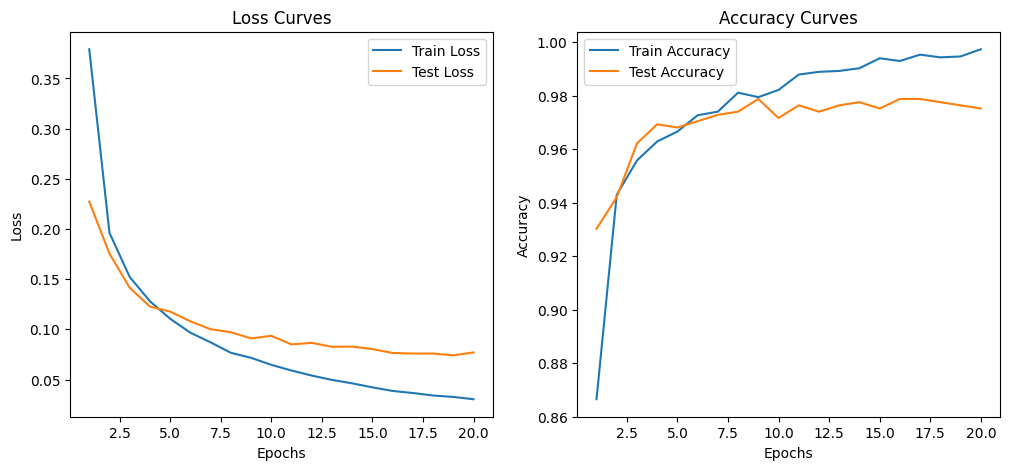 Loss Curves
Train Loss
Test Loss
0.35
0.30
0.25
0.20
0.15
0.10
0.05
Loss
2.5 5.0 7.5 10.0 12.5 15.0 17.5 20.0
Epochs
Accuracy Curves
Train Accuracy
Test Accuracy
1.00
0.98
0.96
0.94
0.92
0.90
0.88
0.86
Accuracy
2.5 5.0 7.5 10.0 12.5 15.0 17.5 20.0
Epochs